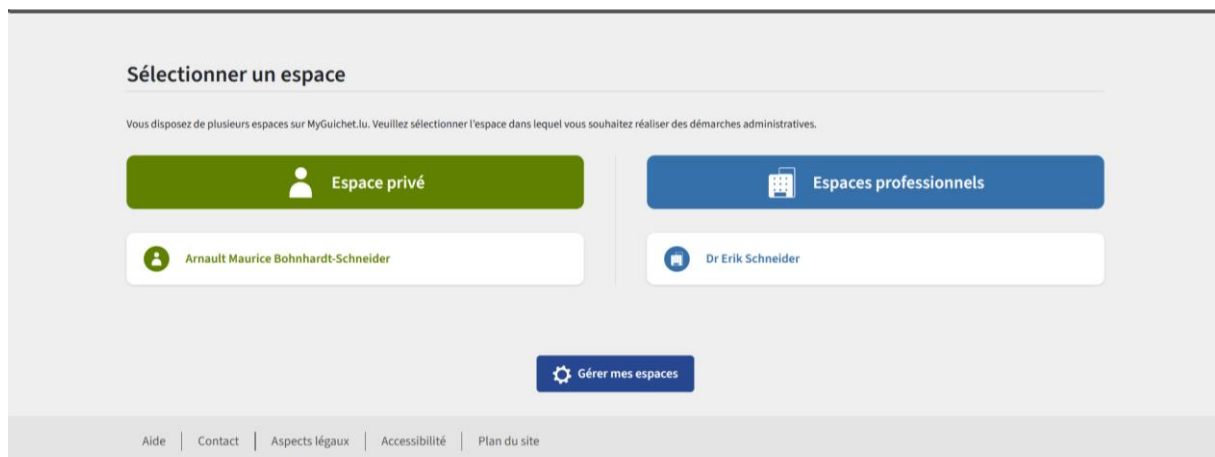 Sélectionner un espace
Vous disposez de plusieurs espaces sur MyGuichet.lu. Veuillez sélectionner l'espace dans lequel vous souhaitez réaliser des démarches administratives.
Espace privé
Espaces professionnels
Arnault Maurice Bohnhardt-Schneider
Dr Erik Schneider
Gérer mes espaces
Aide | Contact | Aspects légaux | Accessibilité | Plan du site